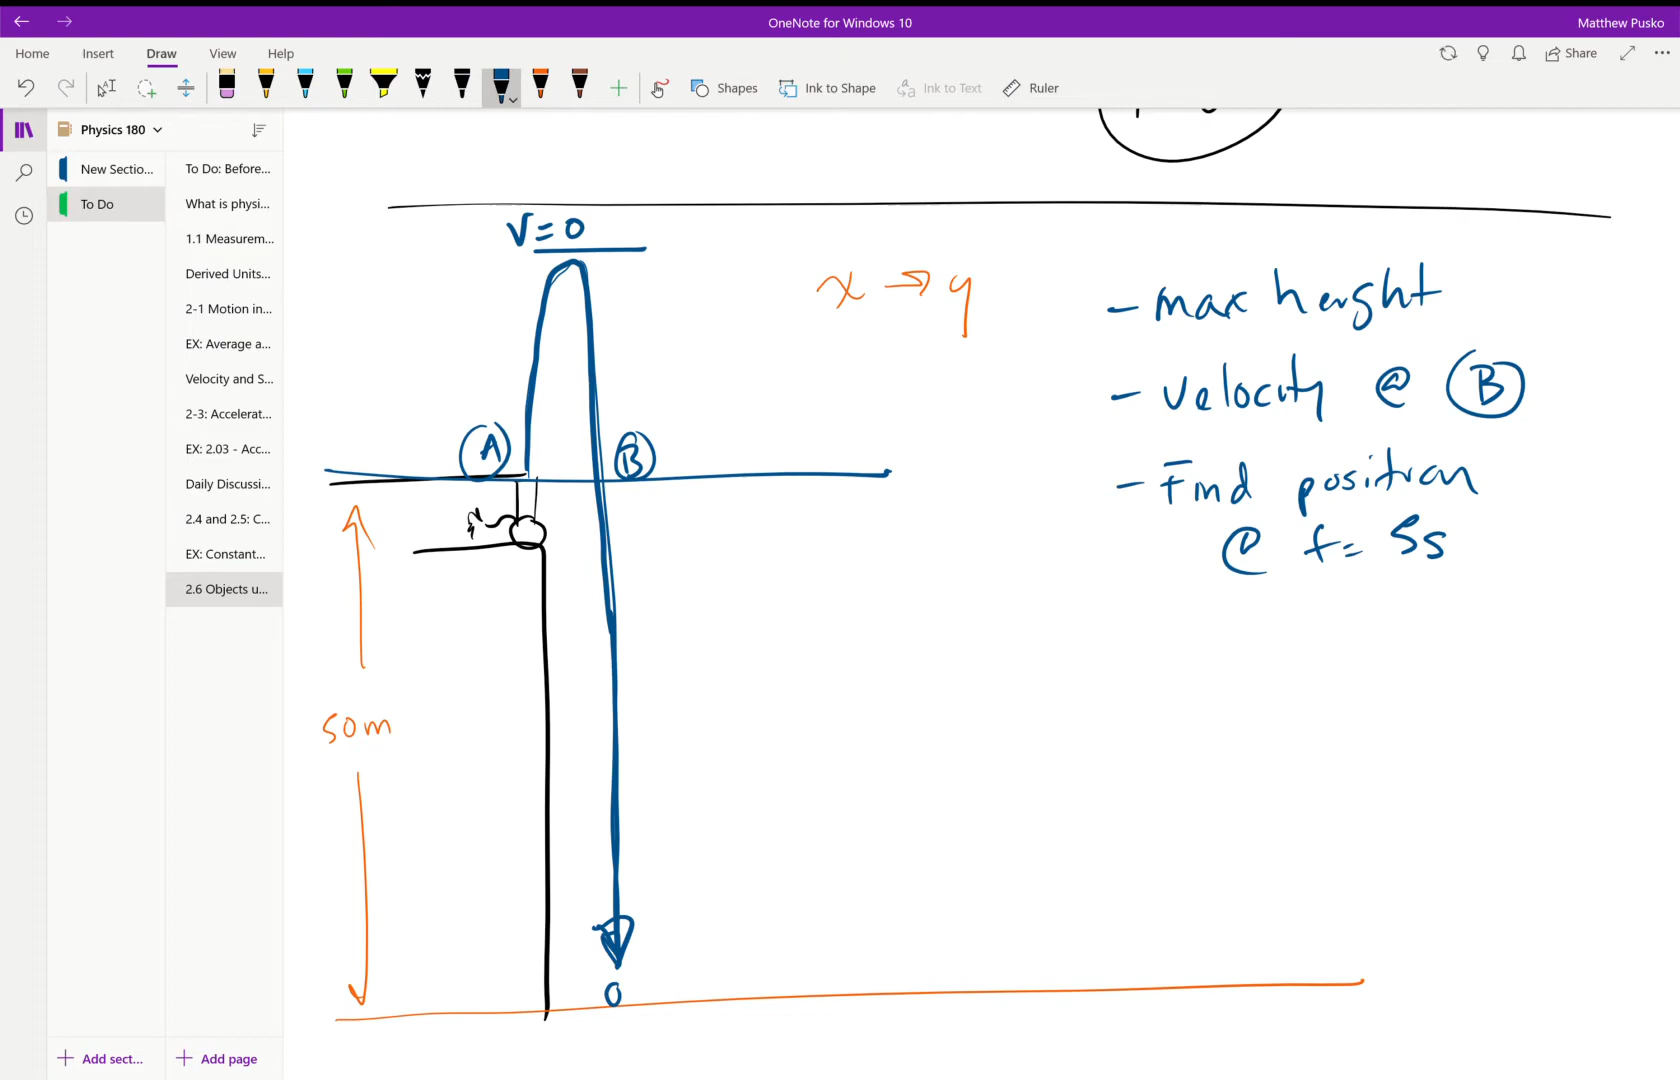 OneNote for Windows 10
Matthew Pusko
Home Insert Draw View Help
Share
Shapes
Ink to Shape
Ink to Text
Ruler
Physics 180
New Sectio...
To Do
To Do: Before...
What is physi...
1.1 Measurem...
Derived Units...
2-1 Motion in...
EX: Average a...
Velocity and S...
2-3: Accelerat...
EX: 2.03 - Acc...
Daily Discussi...
2.4 and 2.5: C...
EX: Constant...
2.6 Objects u...
Add sect...
Add page
V = 0
x → y
A
B
50m
0
- max height
- Velocity @ B
- Find position
@ t = 5s